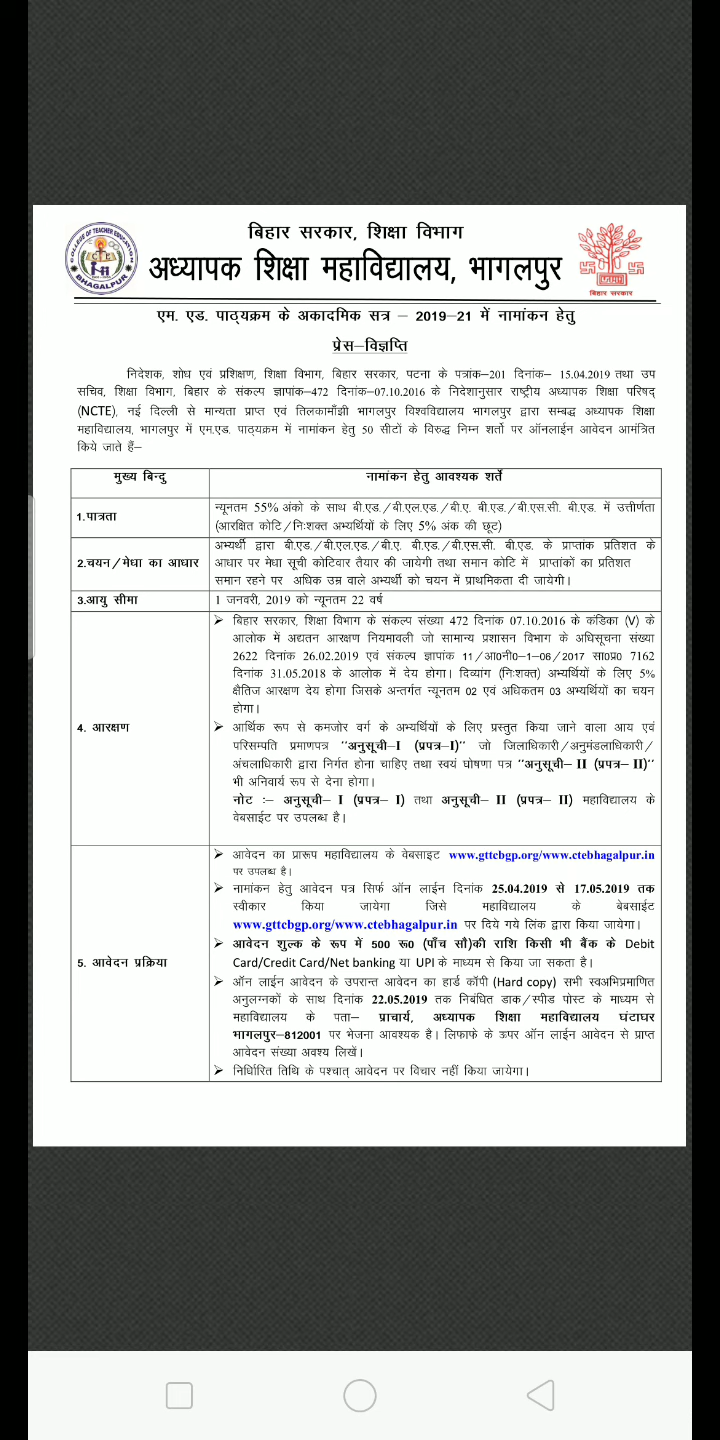 COLLEGE OF TEACHER EDUCATION
CTE
BHAGALPUR
बिहार सरकार, शिक्षा विभाग
अध्यापक शिक्षा महाविद्यालय, भागलपुर
बिहार सरकार
एम. एड. पाठ्यक्रम के अकादमिक सत्र – 2019–21 में नामांकन हेतु
प्रेस–विज्ञप्ति
निदेशक, शोध एवं प्रशिक्षण, शिक्षा विभाग, बिहार सरकार, पटना के पत्रांक–201 दिनांक– 15.04.2019 तथा उप
सचिव, शिक्षा विभाग, बिहार के संकल्प ज्ञापांक–472 दिनांक–07.10.2016 के निदेशानुसार राष्ट्रीय अध्यापक शिक्षा परिषद्
(NCTE), नई दिल्ली से मान्यता प्राप्त एवं तिलकामाँझी भागलपुर विश्वविद्यालय भागलपुर द्वारा सम्बद्ध अध्यापक शिक्षा
महाविद्यालय, भागलपुर में एम.एड. पाठ्यक्रम में नामांकन हेतु 50 सीटों के विरुद्ध निम्न शर्तो पर ऑनलाईन आवेदन आमंत्रित
किये जाते हैं–
मुख्य बिन्दु
नामांकन हेतु आवश्यक शर्ते
1.पात्रता
न्यूनतम 55% अंको के साथ बी.एड./बी.एल.एड./बी.ए. बी.एड./बी.एस.सी. बी.एड. में उत्तीर्णता
(आरक्षित कोटि/निःशक्त अभ्यर्थियों के लिए 5% अंक की छूट)
2.चयन/मेधा का आधार
अभ्यर्थी द्वारा बी.एड./बी.एल.एड./बी.ए. बी.एड./बी.एस.सी. बी.एड. के प्राप्तांक प्रतिशत के
आधार पर मेधा सूची कोटिवार तैयार की जायेगी तथा समान कोटि में प्राप्तांकों का प्रतिशत
समान रहने पर अधिक उम्र वाले अभ्यर्थी को चयन में प्राथमिकता दी जायेगी।
3.आयु सीमा
1 जनवरी, 2019 को न्यूनतम 22 वर्ष
4. आरक्षण
➢ बिहार सरकार, शिक्षा विभाग के संकल्प संख्या 472 दिनांक 07.10.2016 के कंडिका (V) के
आलोक में अद्यतन आरक्षण नियमावली जो सामान्य प्रशासन विभाग के अधिसूचना संख्या
2622 दिनांक 26.02.2019 एवं संकल्प ज्ञापांक 11/आ0नी0–1–06/2017 सा0प्र0 7162
दिनांक 31.05.2018 के आलोक में देय होगा। दिव्यांग (निःशक्त) अभ्यर्थियों के लिए 5%
क्षैतिज आरक्षण देय होगा जिसके अन्तर्गत न्यूनतम 02 एवं अधिकतम 03 अभ्यर्थियों का चयन
होगा।
➢ आर्थिक रूप से कमजोर वर्ग के अभ्यर्थियों के लिए प्रस्तुत किया जाने वाला आय एवं
परिसम्पति प्रमाणपत्र "अनुसूची–I (प्रपत्र–I)" जो जिलाधिकारी/अनुमंडलाधिकारी/
अंचलाधिकारी द्वारा निर्गत होना चाहिए तथा स्वयं घोषणा पत्र "अनुसूची– II (प्रपत्र– II)"
भी अनिवार्य रूप से देना होगा।
नोट :– अनुसूची– I (प्रपत्र– I) तथा अनुसूची– II (प्रपत्र– II) महाविद्यालय के
वेबसाईट पर उपलब्ध है।
5. आवेदन प्रक्रिया
➢ आवेदन का प्रारूप महाविद्यालय के वेबसाइट www.gttcbgp.org/www.ctebhagalpur.in
पर उपलब्ध है।
➢ नामांकन हेतु आवेदन पत्र सिर्फ ऑन लाईन दिनांक 25.04.2019 से 17.05.2019 तक
स्वीकार किया जायेगा जिसे महाविद्यालय के बेबसाईट
www.gttcbgp.org/www.ctebhagalpur.in पर दिये गये लिंक द्वारा किया जायेगा।
➢ आवेदन शुल्क के रूप में 500 रू0 (पाँच सौ)की राशि किसी भी बैंक के Debit
Card/Credit Card/Net banking या UPI के माध्यम से किया जा सकता है।
➢ ऑन लाईन आवेदन के उपरान्त आवेदन का हार्ड कॉपी (Hard copy) सभी स्वअभिप्रमाणित
अनुलग्नकों के साथ दिनांक 22.05.2019 तक निबंधित डाक/स्पीड पोस्ट के माध्यम से
महाविद्यालय के पता– प्राचार्य, अध्यापक शिक्षा महाविद्यालय घंटाघर
भागलपुर–812001 पर भेजना आवश्यक है। लिफाफे के ऊपर ऑन लाईन आवेदन से प्राप्त
आवेदन संख्या अवश्य लिखें।
➢ निर्धिारित तिथि के पश्चात् आवेदन पर विचार नहीं किया जायेगा।